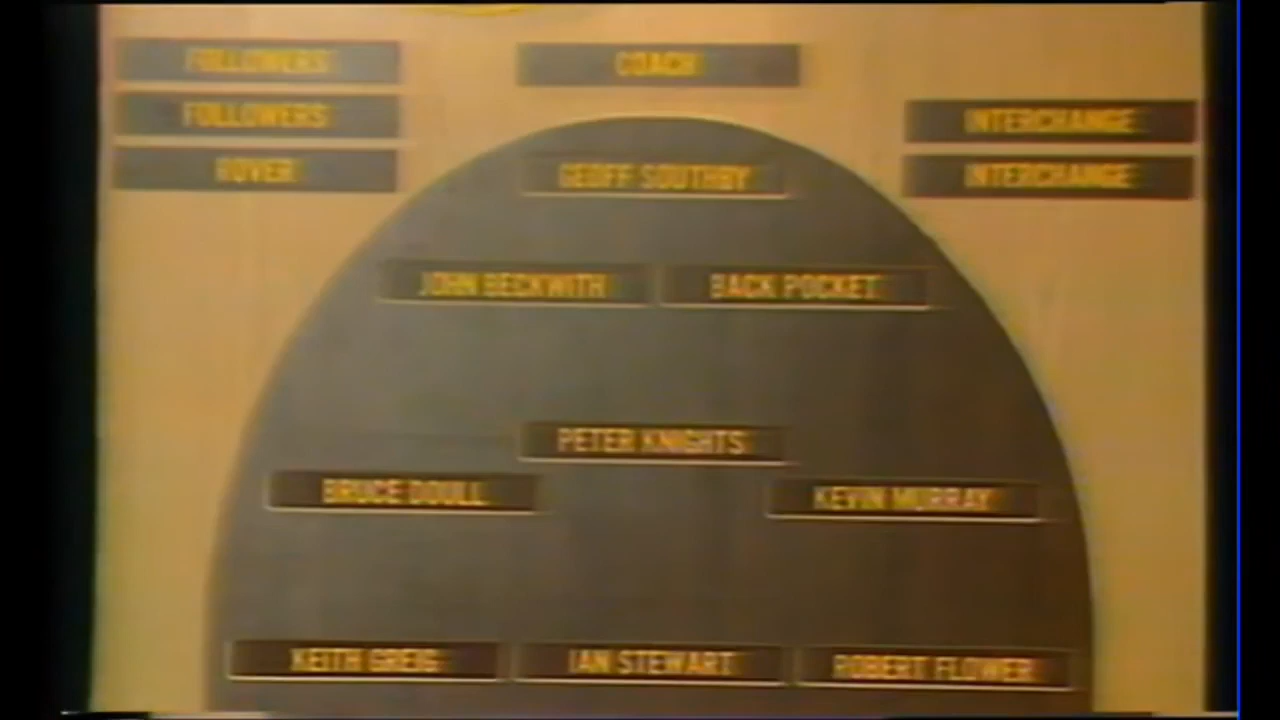 FOLLOWERS
COACH
FOLLOWERS
INTERCHANGE
ROVER
INTERCHANGE
GEOFF SOUTHBY
JOHN BECKWITH
BACK POCKET
PETER KNIGHTS
BRUCE DOULL
KEVIN MURRAY
KEITH GREIG
IAN STEWART
ROBERT FLOWER